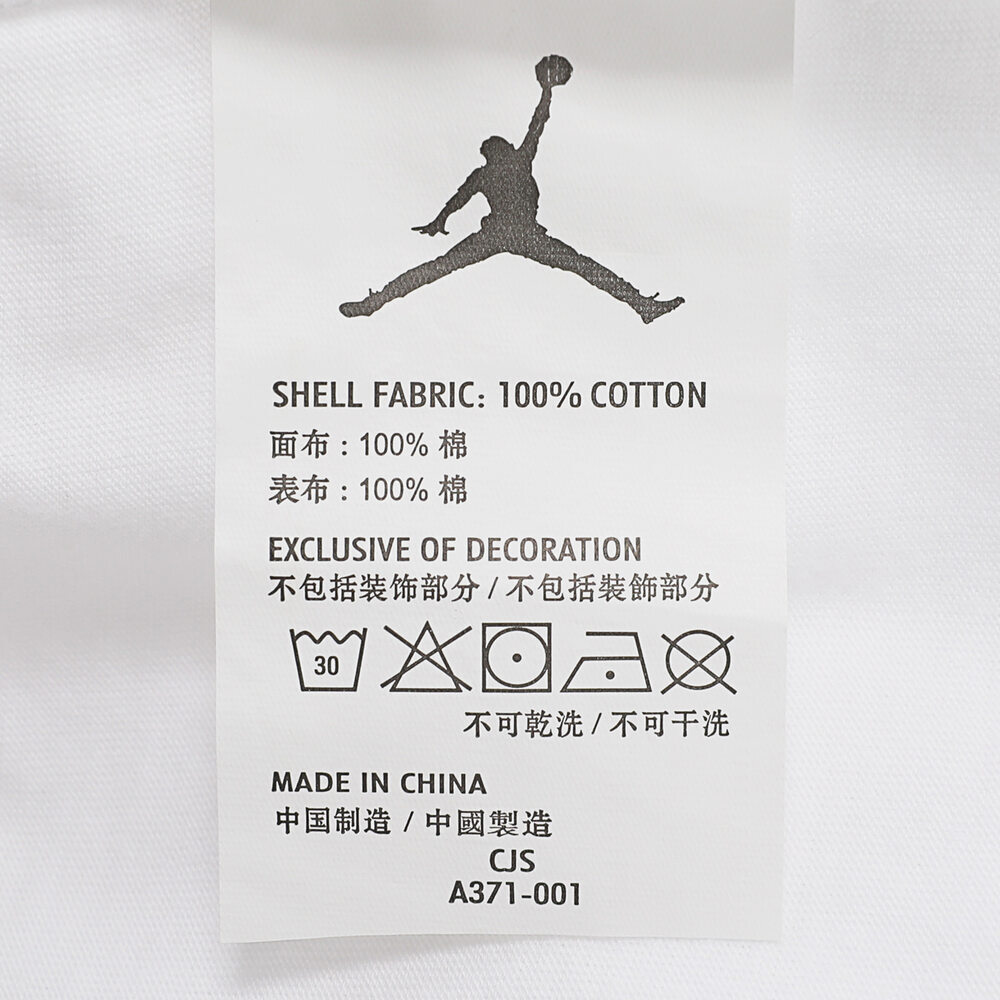 SHELL FABRIC: 100% COTTON
面布 : 100% 棉
表布 : 100% 棉
EXCLUSIVE OF DECORATION
不包括装饰部分 / 不包括裝飾部分
30
不可乾洗 / 不可干洗
MADE IN CHINA
中国制造 / 中國製造
CJS
A371-001